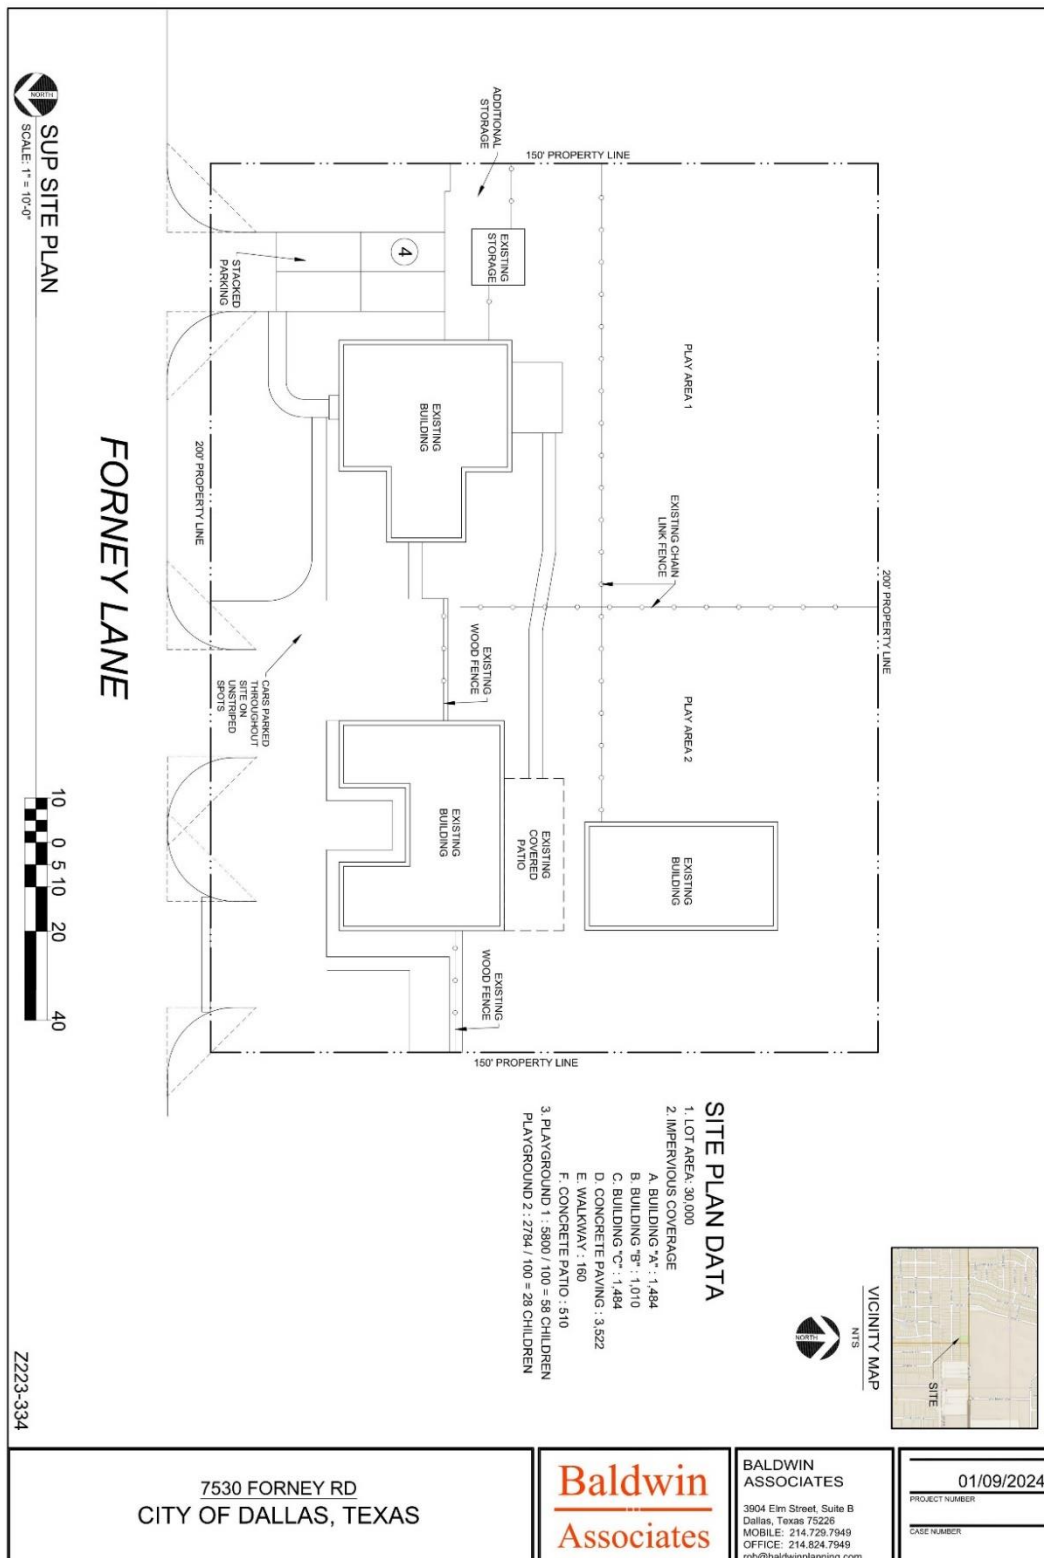 ADDITIONAL
STORAGE
150' PROPERTY LINE
NORTH
SUP SITE PLAN
SCALE: 1" = 10'-0"
4
STACKED
PARKING
EXISTING
STORAGE
PLAY AREA 1
EXISTING
BUILDING
200' PROPERTY LINE
FORNEY LANE
EXISTING CHAIN
LINK FENCE
200' PROPERTY LINE
EXISTING
WOOD FENCE
CARS PARKED
THROUGHOUT
SITE ON
UNSTRIPED
SPOTS
PLAY AREA 2
EXISTING
BUILDING
EXISTING
COVERED
PATIO
EXISTING
BUILDING
10 0 5 10 20 40
EXISTING
WOOD FENCE
150' PROPERTY LINE
SITE PLAN DATA
1. LOT AREA: 30,000
2. IMPERVIOUS COVERAGE
A. BUILDING "A" : 1,484
B. BUILDING "B" : 1,010
C. BUILDING "C" : 1,484
D. CONCRETE PAVING : 3,522
E. WALKWAY : 160
F. CONCRETE PATIO : 510
3. PLAYGROUND 1 : 5800 / 100 = 58 CHILDREN
PLAYGROUND 2 : 2784 / 100 = 28 CHILDREN
SITE
VICINITY MAP
NTS
NORTH
Z223-334
7530 FORNEY RD
CITY OF DALLAS, TEXAS
Baldwin
Associates
BALDWIN
ASSOCIATES
3904 Elm Street, Suite B
Dallas, Texas 75226
MOBILE: 214.729.7949
OFFICE: 214.824.7949
rob@baldwinplanning.com
01/09/2024
PROJECT NUMBER
CASE NUMBER